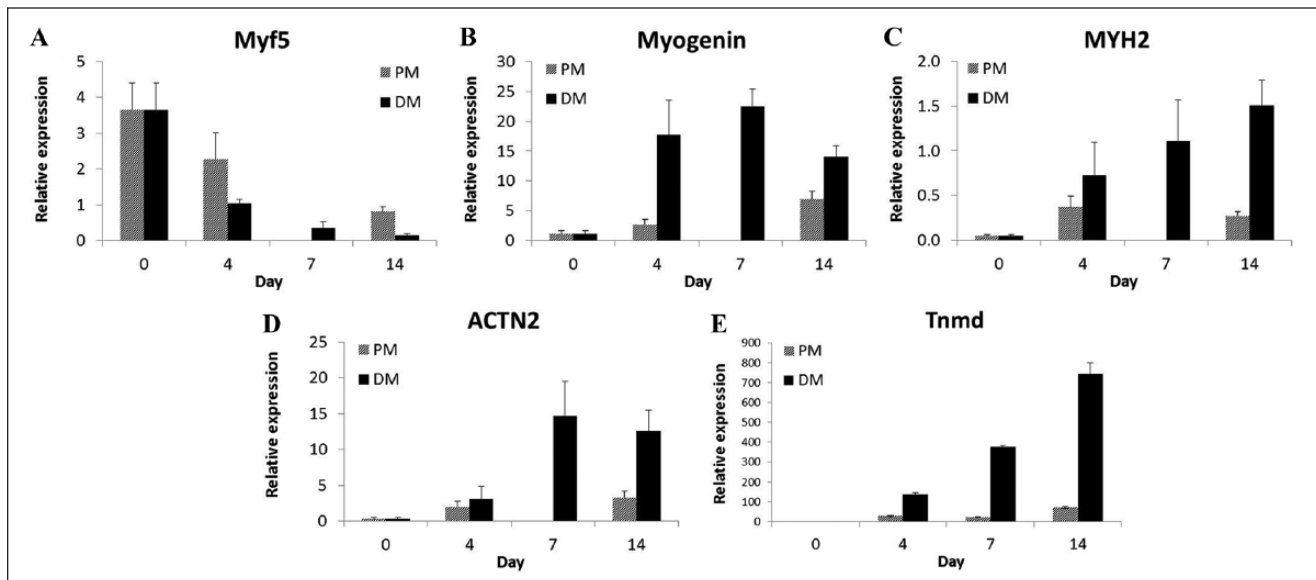 A
Myf5
Relative expression
5
4
3
2
1
0
PM
DM
0 4 7 14
Day
B
Myogenin
Relative expression
30
25
20
15
10
5
0
PM
DM
0 4 7 14
Day
C
MYH2
Relative expression
2.0
1.5
1.0
0.5
0.0
PM
DM
0 4 7 14
Day
D
ACTN2
Relative expression
25
20
15
10
5
0
PM
DM
0 4 7 14
Day
E
Tnmd
Relative expression
900
800
700
600
500
400
300
200
100
0
PM
DM
0 4 7 14
Day